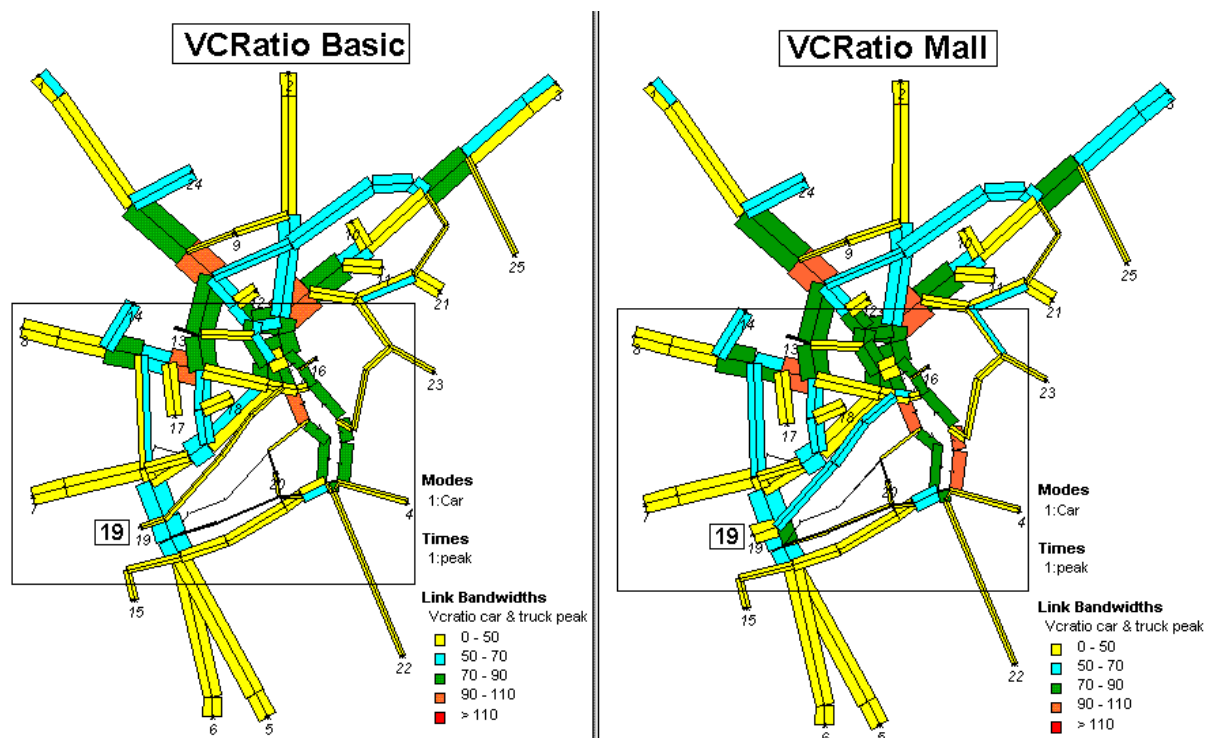 VCRatio Basic
1
2
3
24
9
10
11
25
12
21
14
13
8
16
23
17
18
20
7
4
19
19
15
22
6
5
Modes
1:Car
Times
1:peak
Link Bandwidths
Vcratio car & truck peak
0 - 50
50 - 70
70 - 90
90 - 110
> 110
VCRatio Mall
1
2
3
24
9
10
11
25
12
21
14
13
8
16
23
17
18
20
7
4
19
19
15
22
6
5
Modes
1:Car
Times
1:peak
Link Bandwidths
Vcratio car & truck peak
0 - 50
50 - 70
70 - 90
90 - 110
> 110